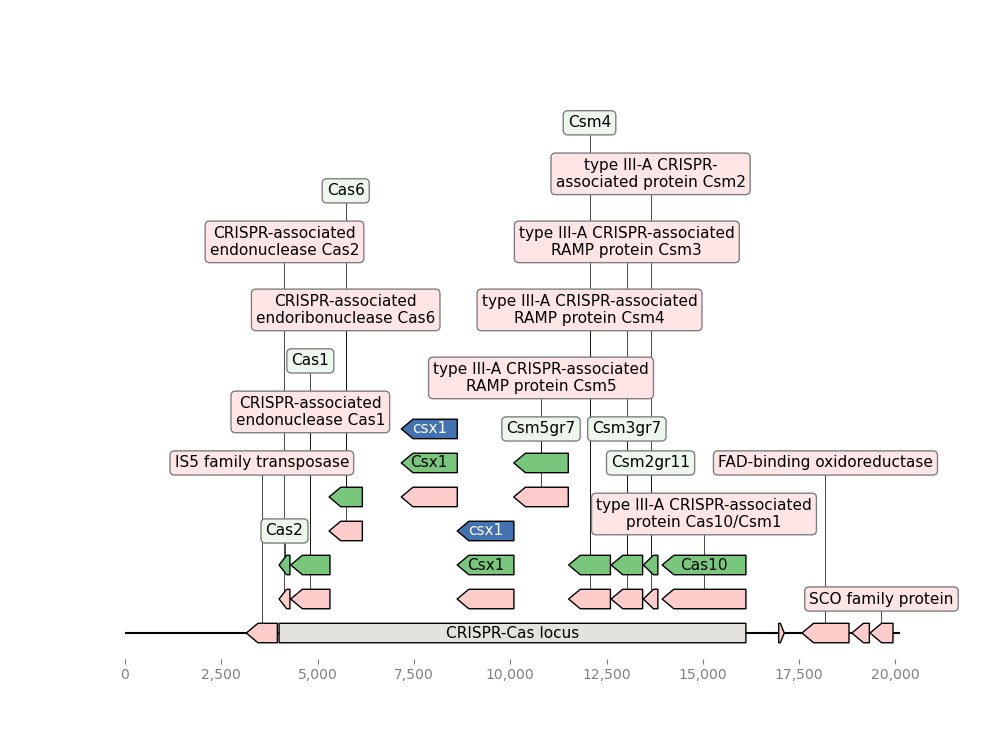 Csm4
type III-A CRISPR-
associated protein Csm2
Cas6
CRISPR-associated
endonuclease Cas2
type III-A CRISPR-associated
RAMP protein Csm3
CRISPR-associated
endoribonuclease Cas6
type III-A CRISPR-associated
RAMP protein Csm4
Cas1
type III-A CRISPR-associated
RAMP protein Csm5
CRISPR-associated
endonuclease Cas1
csx1
Csm5gr7
Csm3gr7
IS5 family transposase
Csx1
Csm2gr11
FAD-binding oxidoreductase
type III-A CRISPR-associated
protein Cas10/Csm1
Cas2
csx1
Csx1
Cas10
SCO family protein
CRISPR-Cas locus
0
2,500
5,000
7,500
10,000
12,500
15,000
17,500
20,000